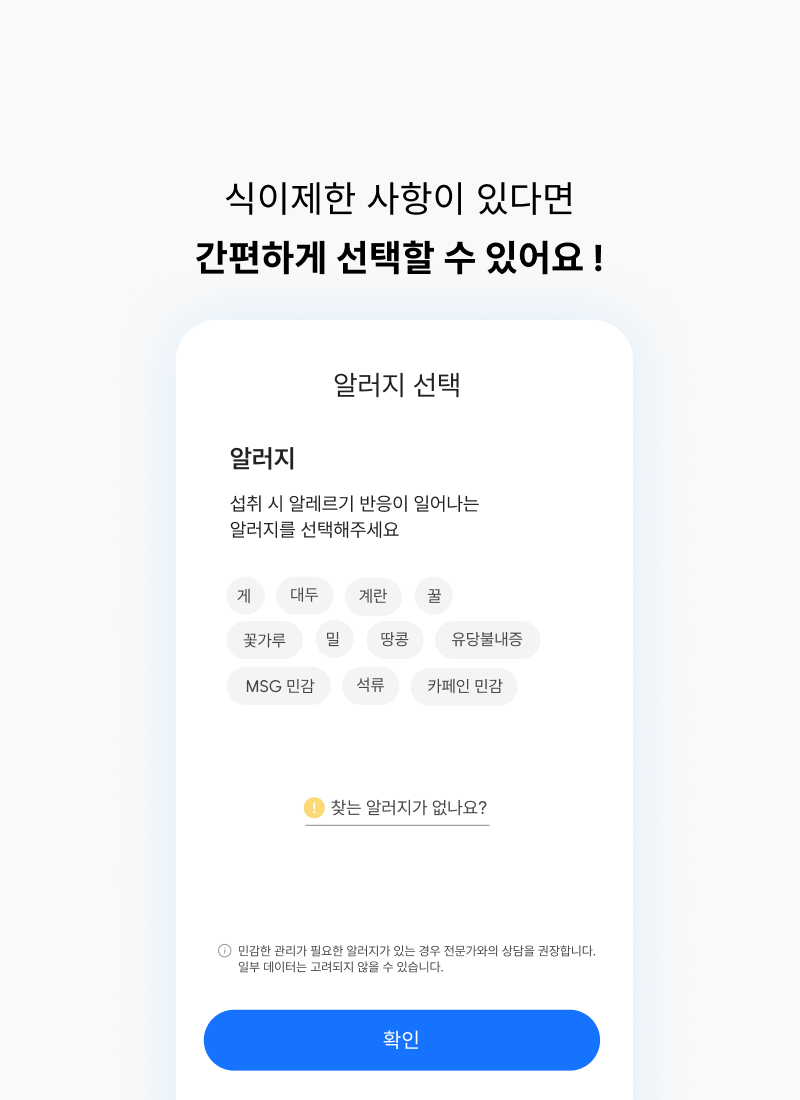 식이제한 사항이 있다면
간편하게 선택할 수 있어요 !
알러지 선택
알러지
섭취 시 알레르기 반응이 일어나는
알러지를 선택해주세요
게 대두 계란 꿀
꽃가루 밀 땅콩 유당불내증
MSG 민감 석류 카페인 민감
! 찾는 알러지가 없나요?
민감한 관리가 필요한 알러지가 있는 경우 전문가와의 상담을 권장합니다.
일부 데이터는 고려되지 않을 수 있습니다.
확인